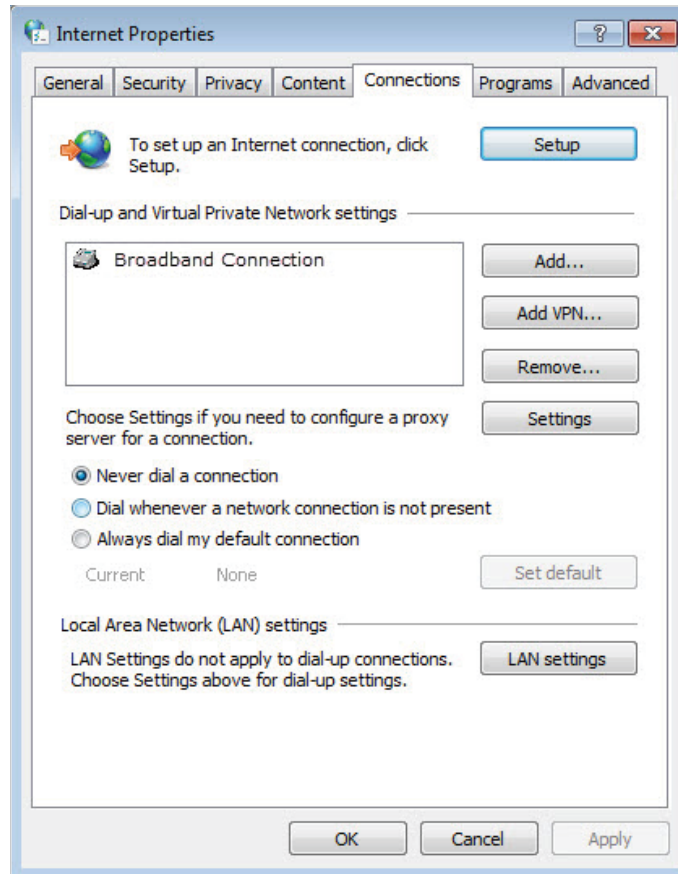 Internet Properties
?
General Security Privacy Content Connections Programs Advanced
To set up an Internet connection, click
Setup.
Setup
Dial-up and Virtual Private Network settings
Broadband Connection
Add...
Add VPN...
Remove...
Choose Settings if you need to configure a proxy
server for a connection.
Settings
Never dial a connection
Dial whenever a network connection is not present
Always dial my default connection
Current None
Set default
Local Area Network (LAN) settings
LAN Settings do not apply to dial-up connections.
Choose Settings above for dial-up settings.
LAN settings
OK Cancel Apply